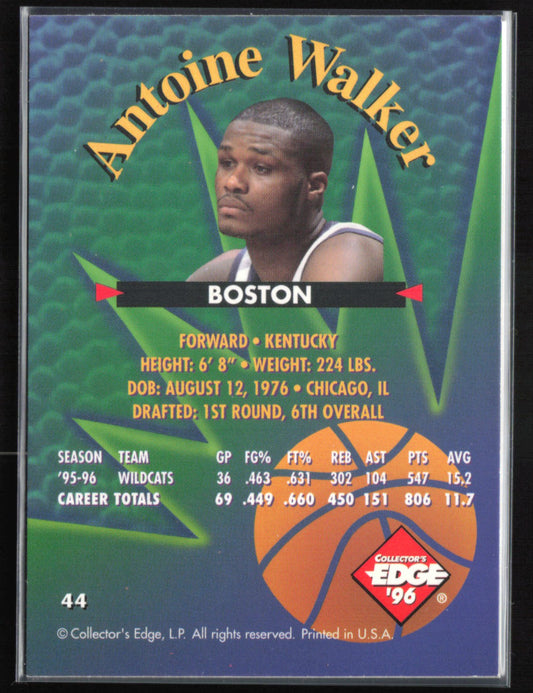 Antoine Walker
BOSTON
FORWARD • KENTUCKY
HEIGHT: 6' 8" • WEIGHT: 224 LBS.
DOB: AUGUST 12, 1976 • CHICAGO, IL
DRAFTED: 1ST ROUND, 6TH OVERALL
SEASON TEAM GP FG% FT% REB AST PTS AVG
'95-96 WILDCATS 36 .463 .631 302 104 547 15.2
CAREER TOTALS 69 .449 .660 450 151 806 11.7
COLLECTOR'S
EDGE
'96 ®
44
© Collector's Edge, L.P. All rights reserved. Printed in U.S.A.